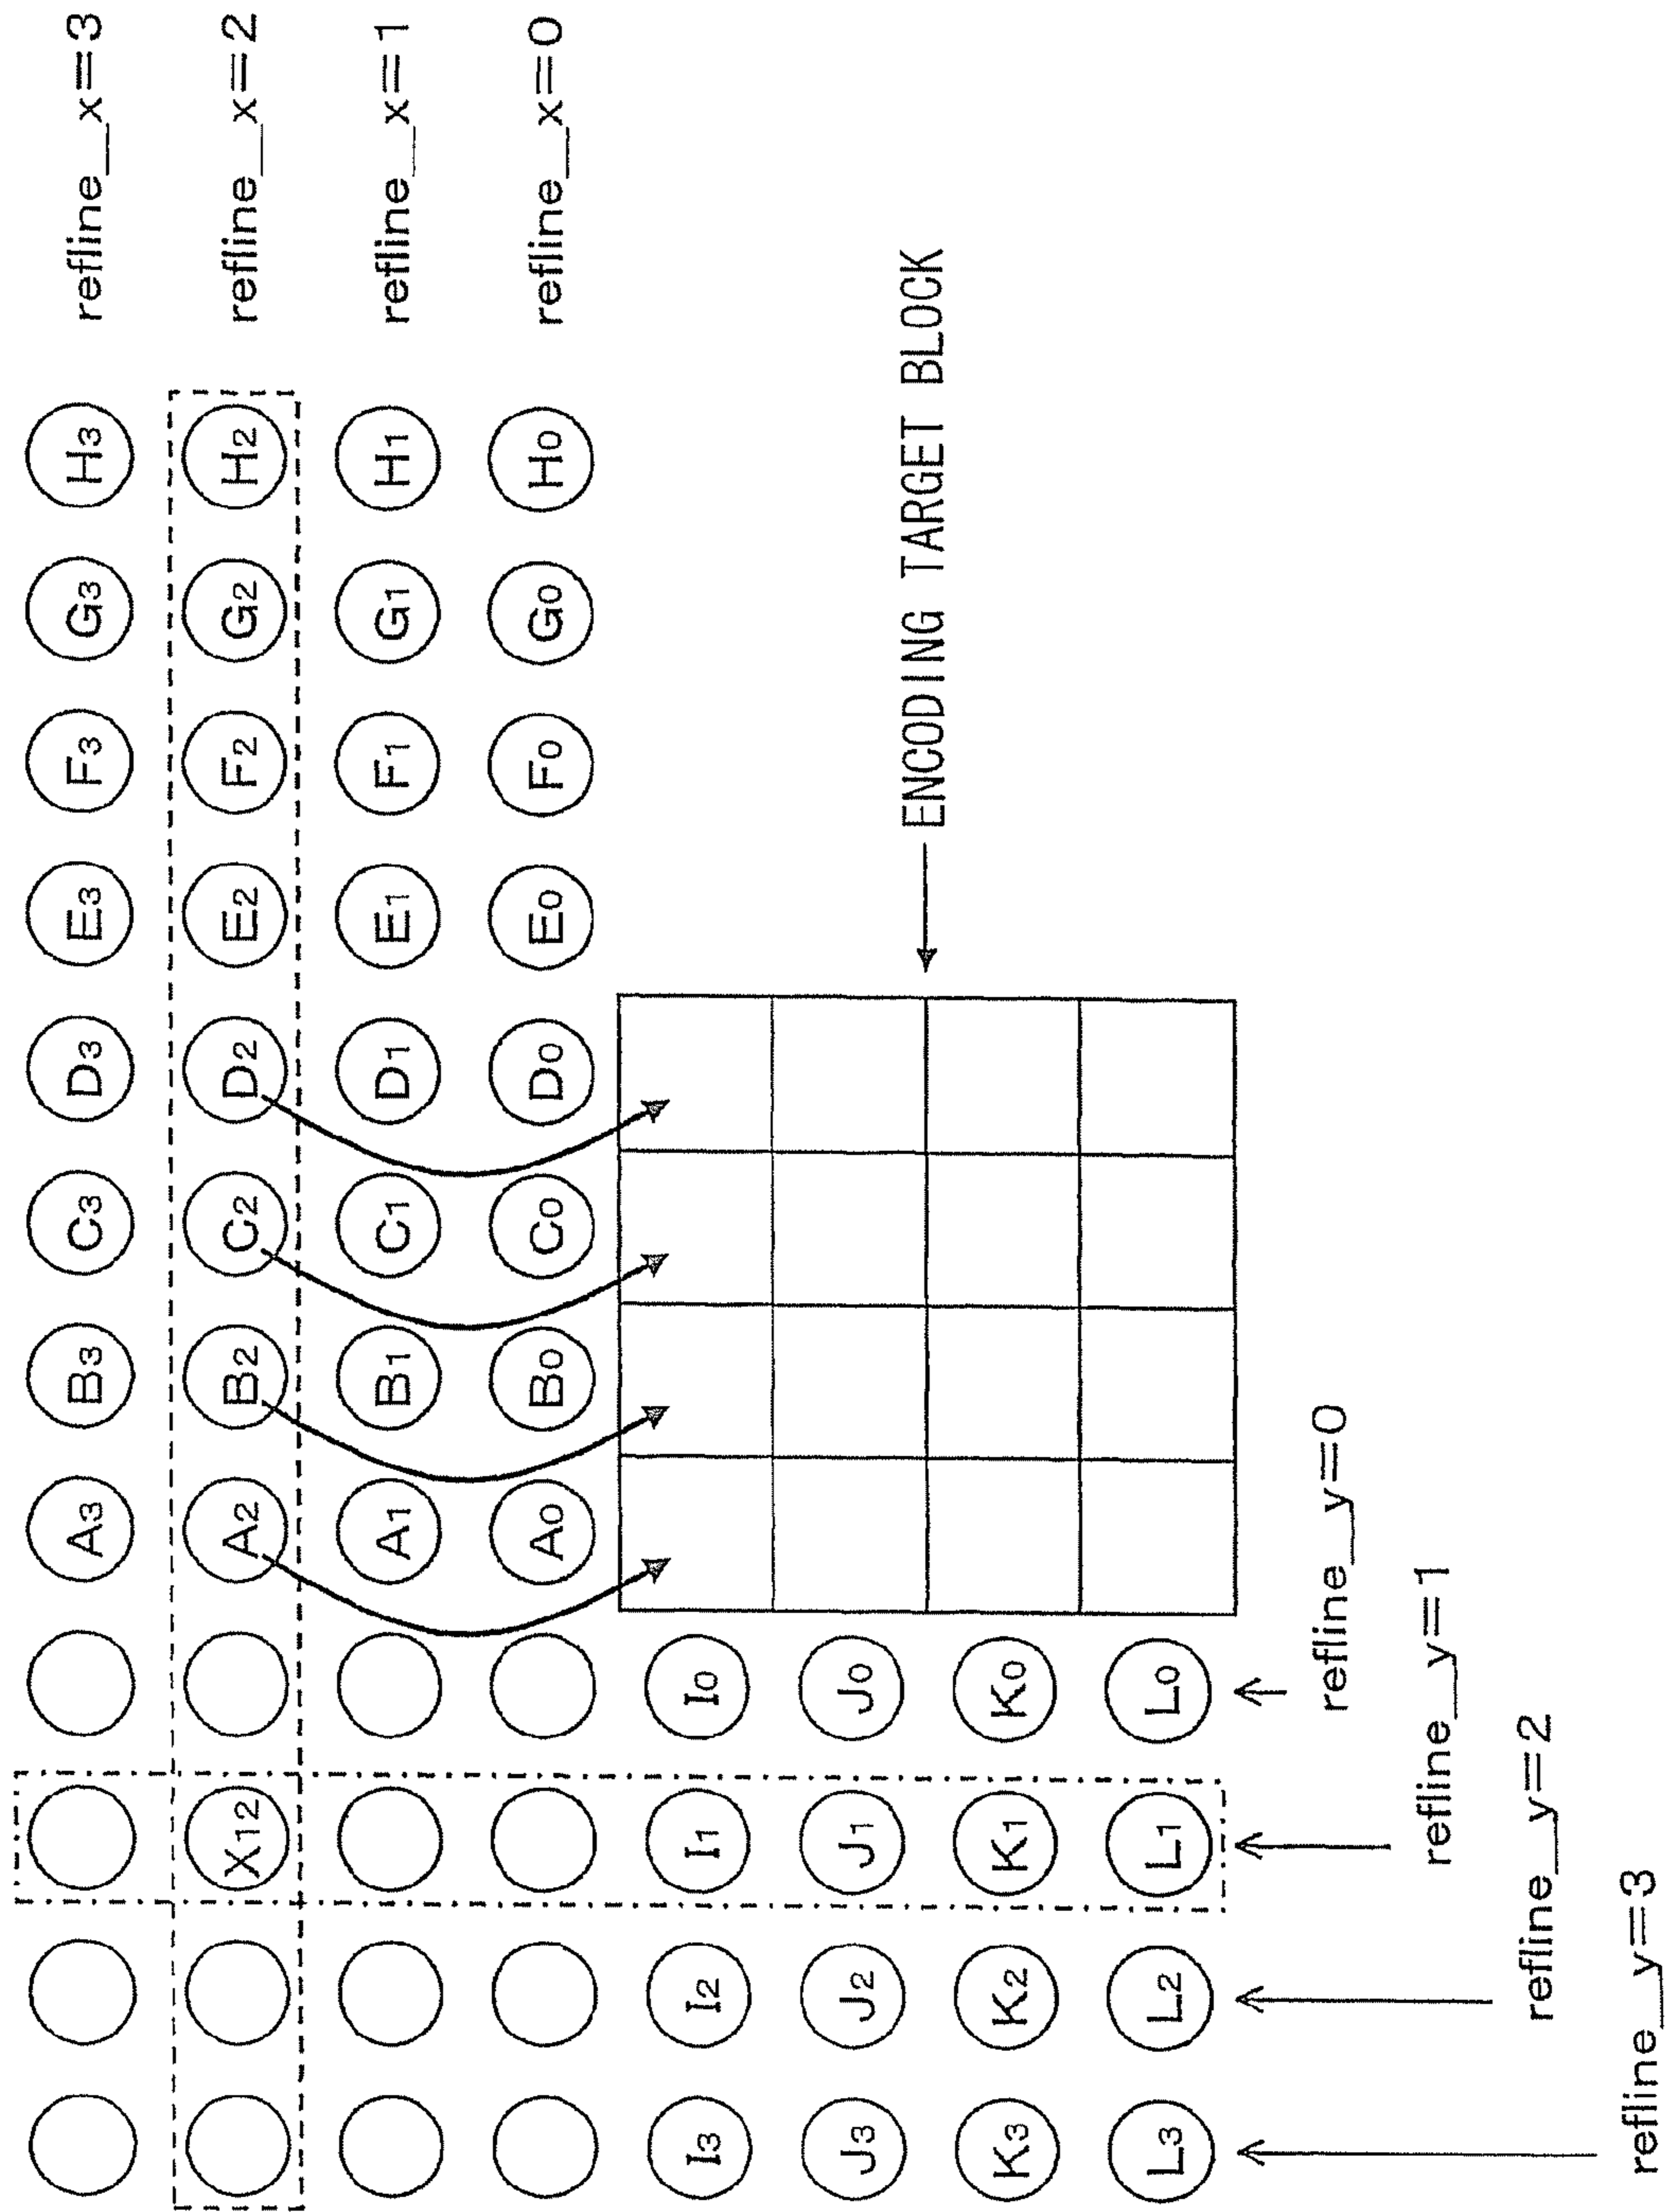 A3 B3 C3 D3 E3 F3 G3 H3 refline_x=3
X12 A2 B2 C2 D2 E2 F2 G2 H2 refline_x=2
A1 B1 C1 D1 E1 F1 G1 H1 refline_x=1
A0 B0 C0 D0 E0 F0 G0 H0 refline_x=0
I3 I2 I1 I0
J3 J2 J1 J0
ENCODING TARGET BLOCK
K3 K2 K1 K0
L3 L2 L1 L0
refline_y=0
refline_y=1
refline_y=2
refline_y=3